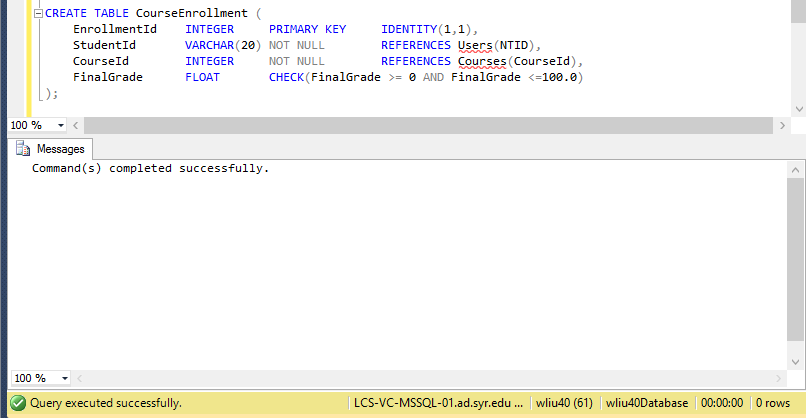 CREATE TABLE CourseEnrollment (
EnrollmentId INTEGER PRIMARY KEY IDENTITY(1,1),
StudentId VARCHAR(20) NOT NULL REFERENCES Users(NTID),
CourseId INTEGER NOT NULL REFERENCES Courses(CourseId),
FinalGrade FLOAT CHECK(FinalGrade >= 0 AND FinalGrade <=100.0)
);
100 %
Messages
Command(s) completed successfully.
100 %
Query executed successfully. LCS-VC-MSSQL-01.ad.syr.edu ... wliu40 (61) wliu40Database 00:00:00 0 rows